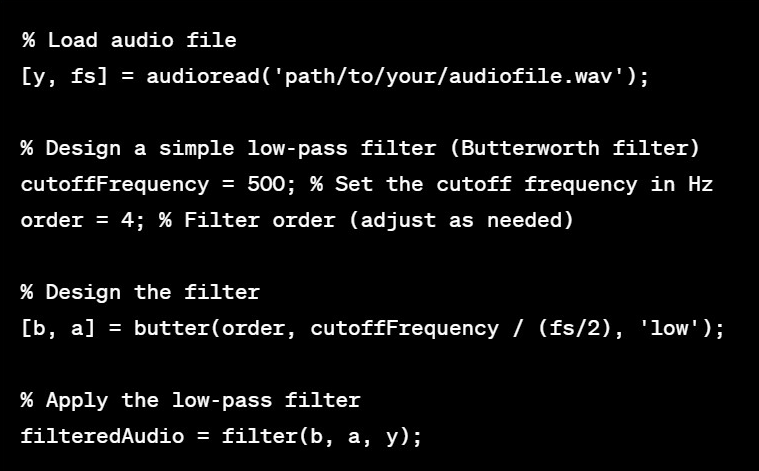 % Load audio file
[y, fs] = audioread('path/to/your/audiofile.wav');
% Design a simple low-pass filter (Butterworth filter)
cutoffFrequency = 500; % Set the cutoff frequency in Hz
order = 4; % Filter order (adjust as needed)
% Design the filter
[b, a] = butter(order, cutoffFrequency / (fs/2), 'low');
% Apply the low-pass filter
filteredAudio = filter(b, a, y);